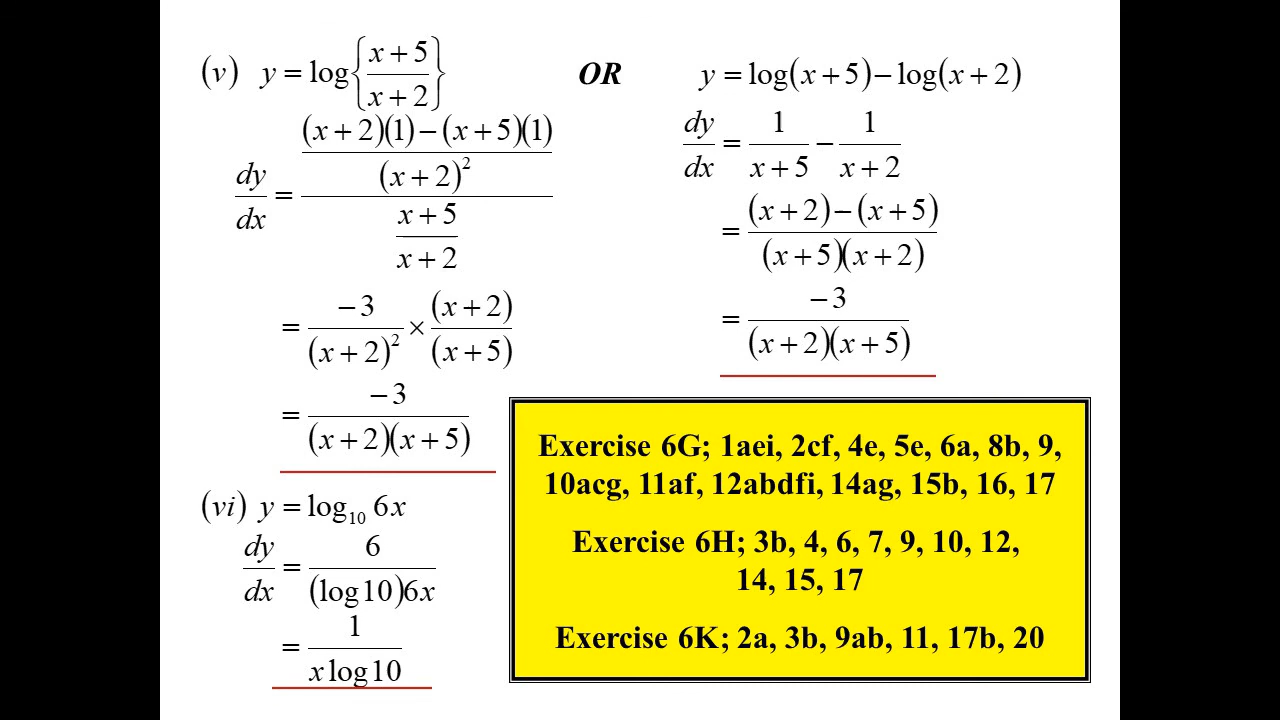 (v) y = log{(x + 5)/(x + 2)}
dy/dx = [((x + 2)(1) − (x + 5)(1))/(x + 2)²]/[(x + 5)/(x + 2)]
= −3/(x + 2)² × (x + 2)/(x + 5)
= −3/((x + 2)(x + 5))
OR
y = log(x + 5) − log(x + 2)
dy/dx = 1/(x + 5) − 1/(x + 2)
= ((x + 2) − (x + 5))/((x + 5)(x + 2))
= −3/((x + 2)(x + 5))
(vi) y = log₁₀ 6x
dy/dx = 6/((log10)6x)
= 1/(x log10)
Exercise 6G; 1aei, 2cf, 4e, 5e, 6a, 8b, 9,
10acg, 11af, 12abdfi, 14ag, 15b, 16, 17
Exercise 6H; 3b, 4, 6, 7, 9, 10, 12,
14, 15, 17
Exercise 6K; 2a, 3b, 9ab, 11, 17b, 20